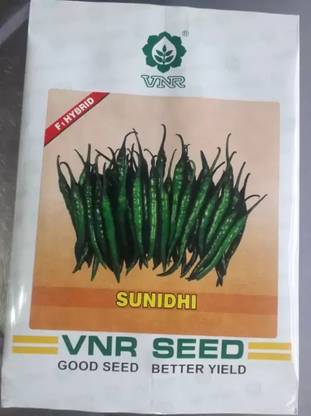 VNR
F1 HYBRID
SUNIDHI
VNR SEED
GOOD SEED BETTER YIELD